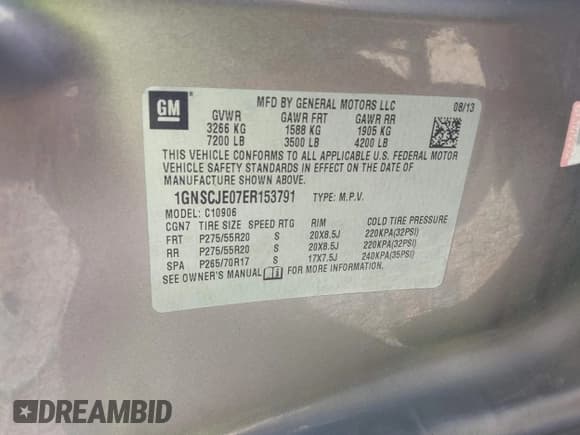 GM
MFD BY GENERAL MOTORS LLC 08/13
GVWR GAWR FRT GAWR RR
3266 KG 1588 KG 1905 KG
7200 LB 3500 LB 4200 LB
THIS VEHICLE CONFORMS TO ALL APPLICABLE U.S. FEDERAL MOTOR
VEHICLE SAFETY STANDARDS IN EFFECT ON THE DATE OF
MANUFACTURE SHOWN ABOVE.
1GNSCJE07ER153791 TYPE: M.P.V.
MODEL: C10906
CGN7 TIRE SIZE SPEED RTG RIM COLD TIRE PRESSURE
FRT P275/55R20 S 20X8.5J 220KPA(32PSI)
RR P275/55R20 S 20X8.5J 220KPA(32PSI)
SPA P265/70R17 S 17X7.5J 240KPA(35PSI)
SEE OWNER'S MANUAL
DREAMBID